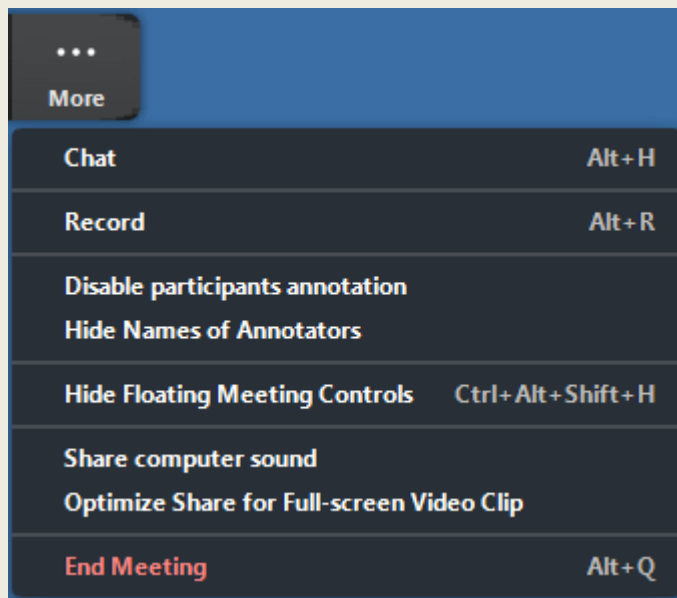 More
Chat Alt+H
Record Alt+R
Disable participants annotation
Hide Names of Annotators
Hide Floating Meeting Controls Ctrl+Alt+Shift+H
Share computer sound
Optimize Share for Full-screen Video Clip
End Meeting Alt+Q